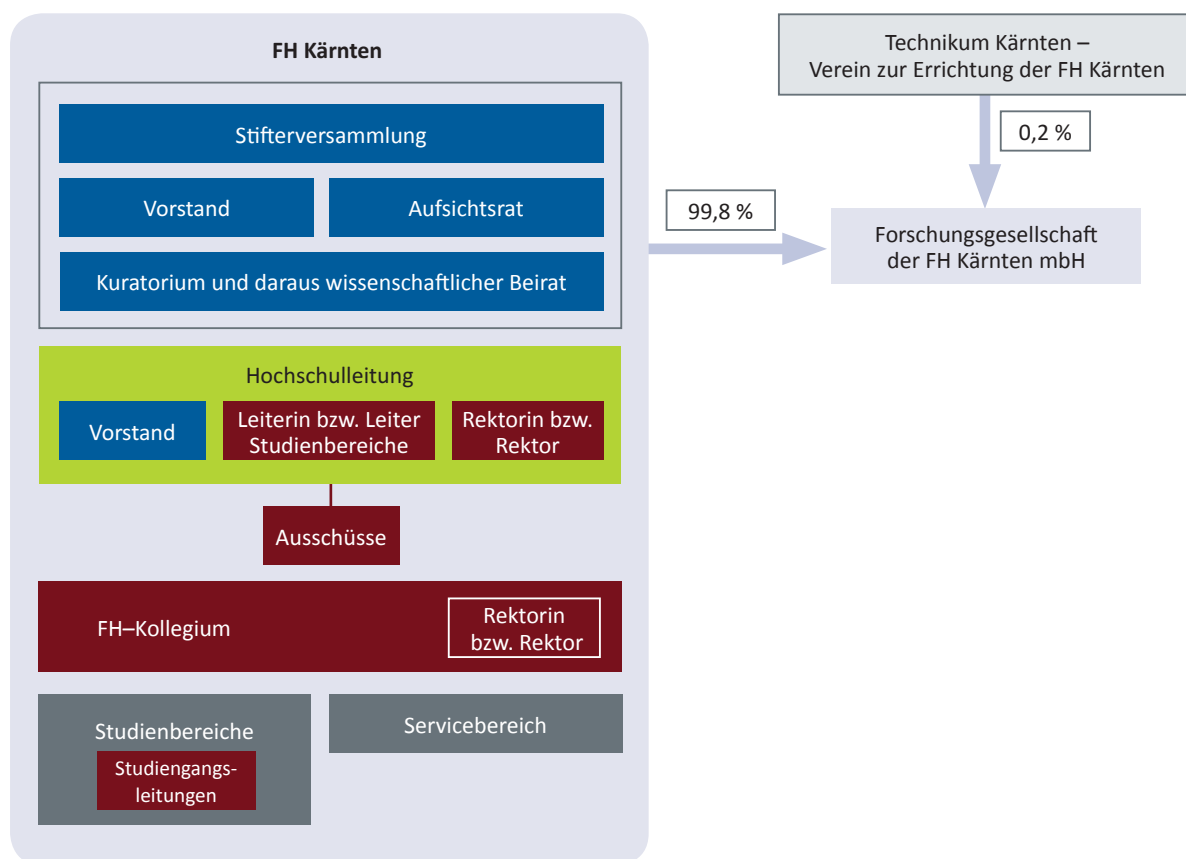 FH Kärnten
Stifterversammlung
Vorstand
Aufsichtsrat
Kuratorium und daraus wissenschaftlicher Beirat
Hochschulleitung
Vorstand
Leiterin bzw. Leiter
Studienbereiche
Rektorin bzw.
Rektor
Ausschüsse
FH–Kollegium
Rektorin
bzw. Rektor
Studienbereiche
Studiengangs-
leitungen
Servicebereich
Technikum Kärnten –
Verein zur Errichtung der FH Kärnten
0,2 %
99,8 %
Forschungsgesellschaft
der FH Kärnten mbH